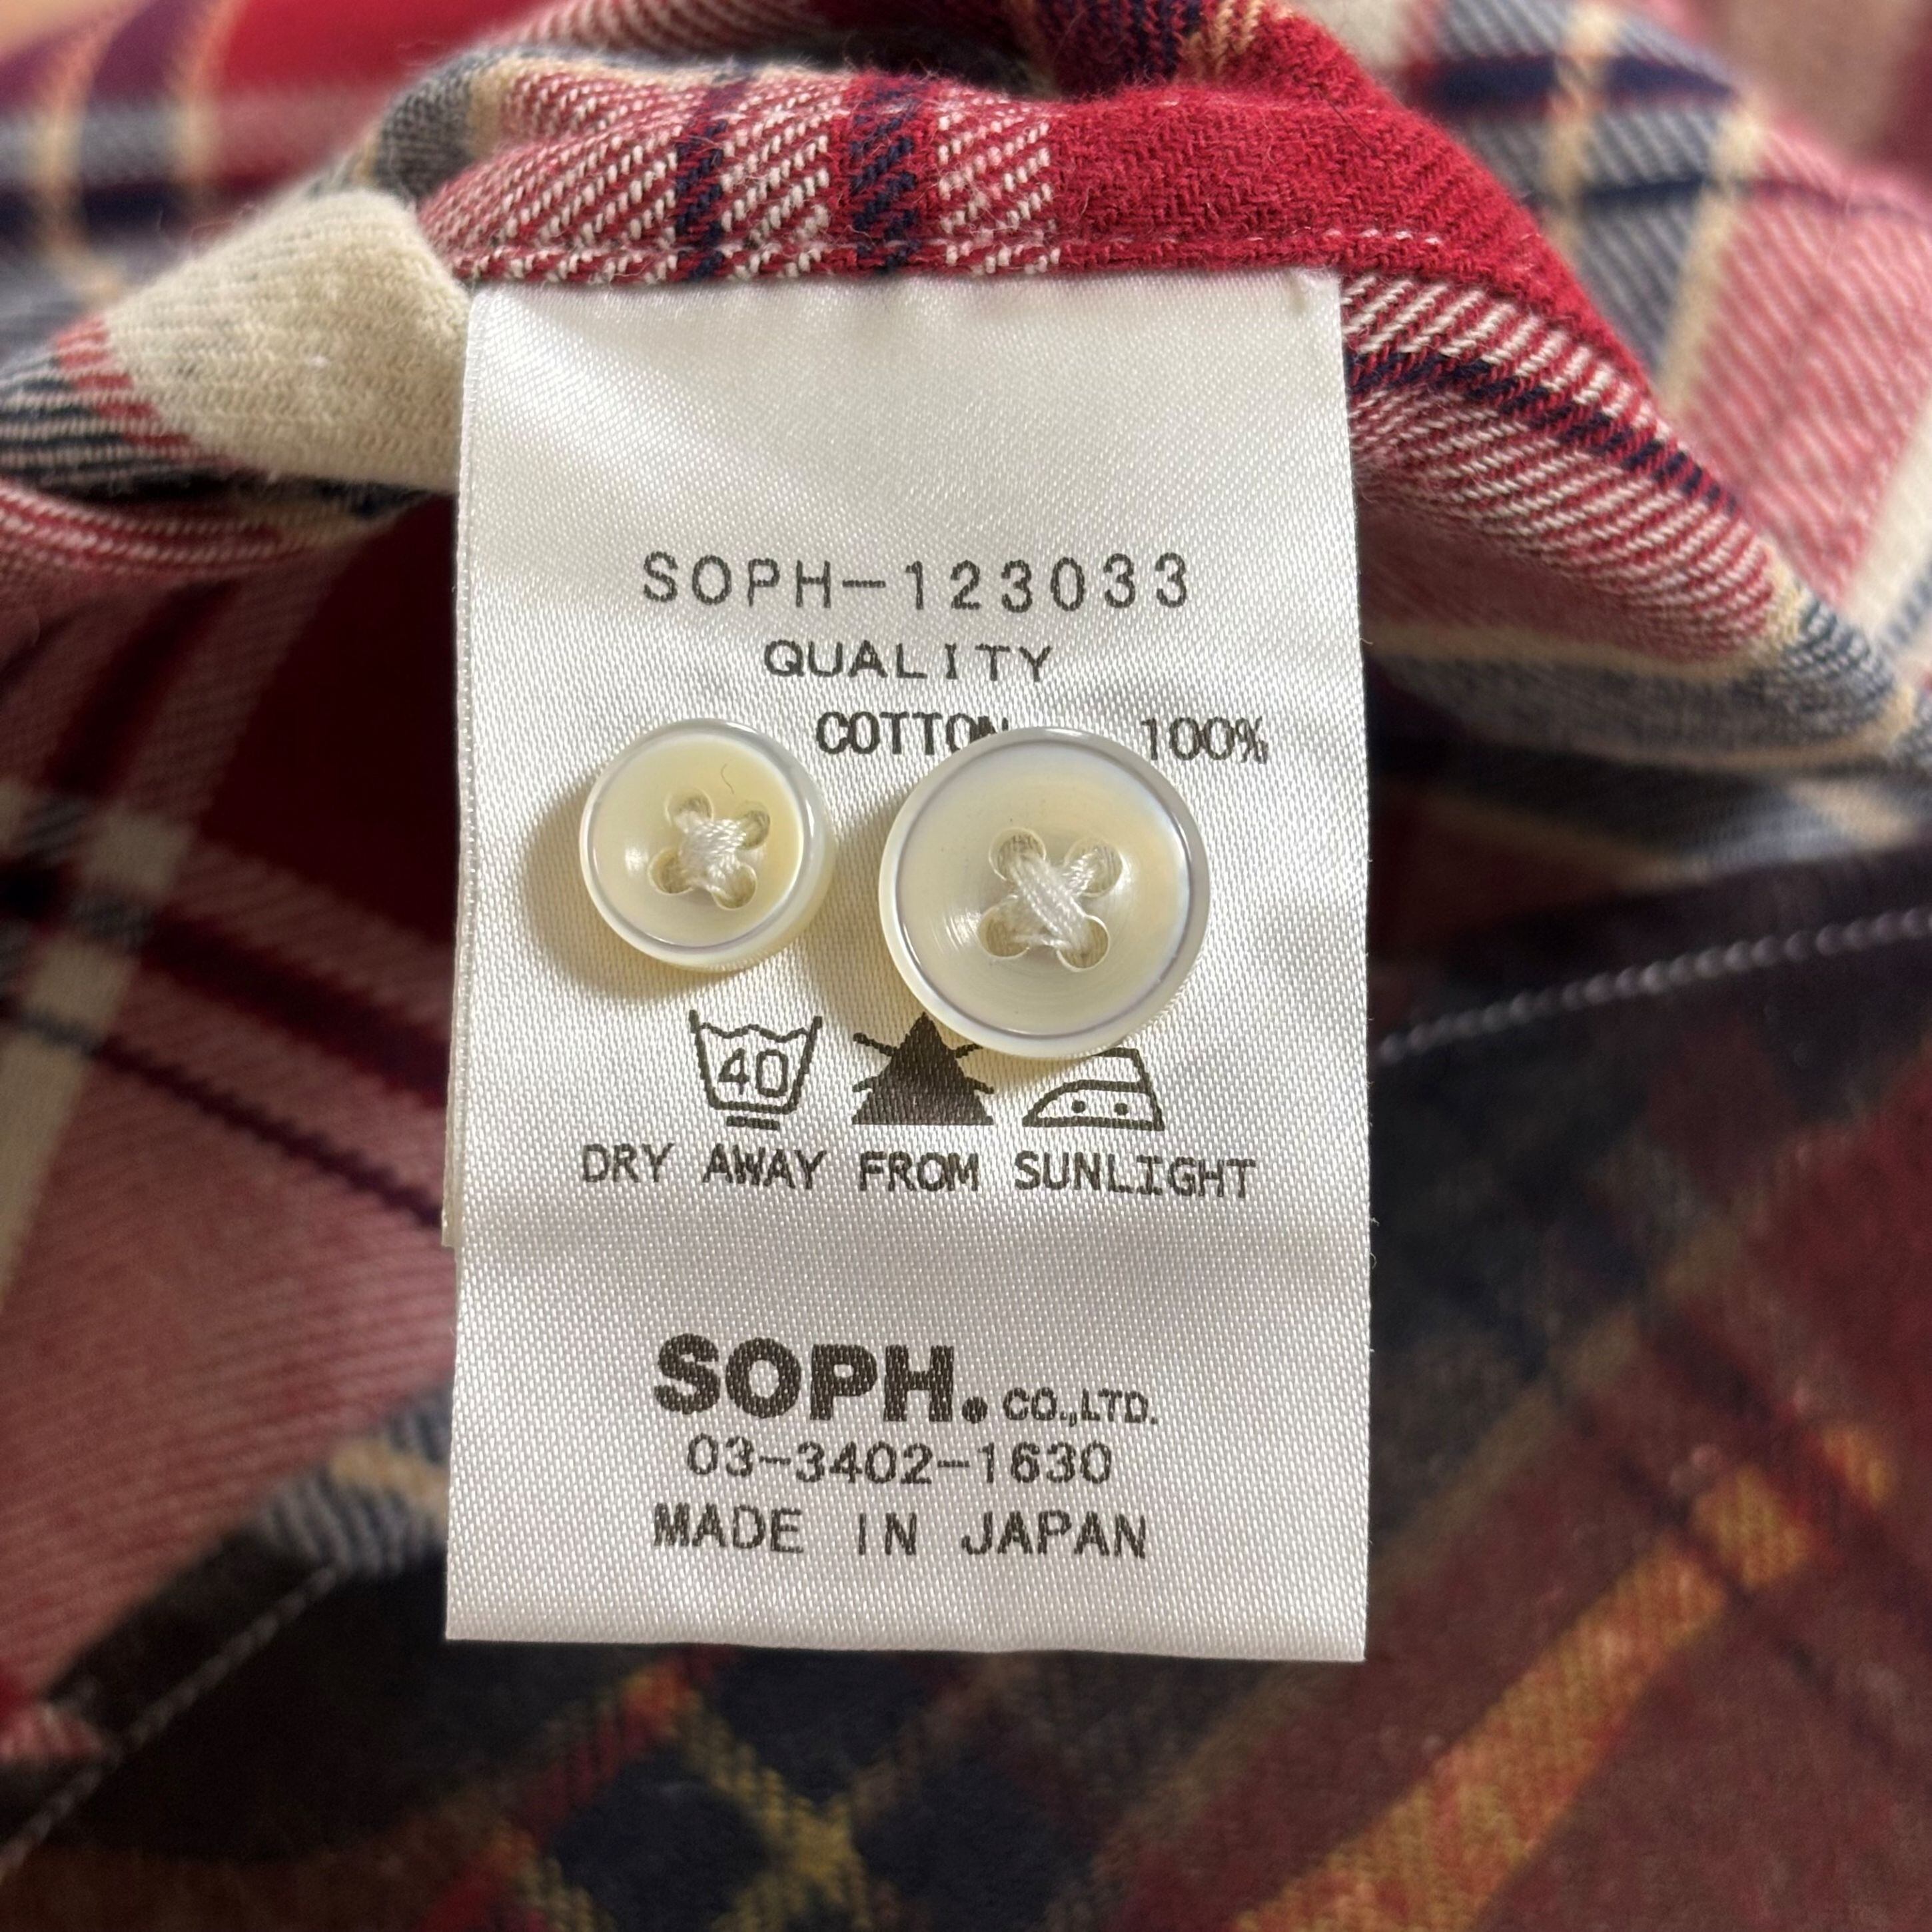 SOPH-123033
QUALITY
COTTON 100%
40
DRY AWAY FROM SUNLIGHT
SOPH. CO.,LTD.
03-3402-1630
MADE IN JAPAN